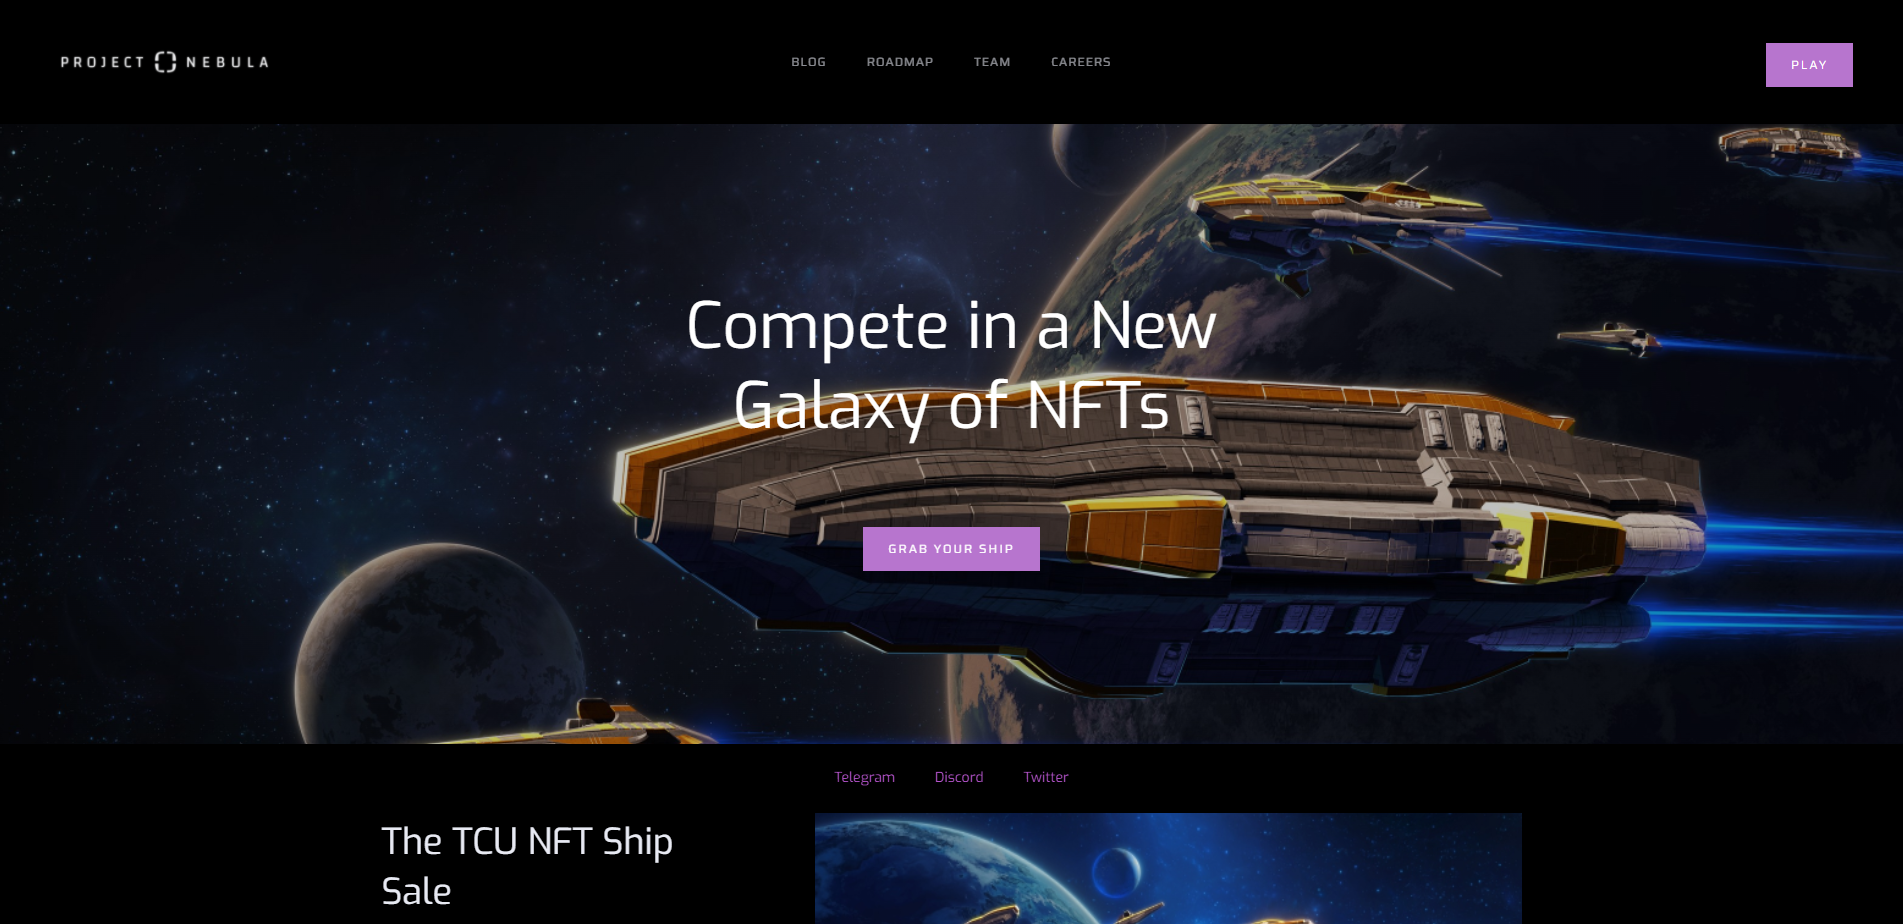 PROJECT NEBULA
BLOG ROADMAP TEAM CAREERS
PLAY
Compete in a New
Galaxy of NFTs
GRAB YOUR SHIP
Telegram Discord Twitter
The TCU NFT Ship
Sale